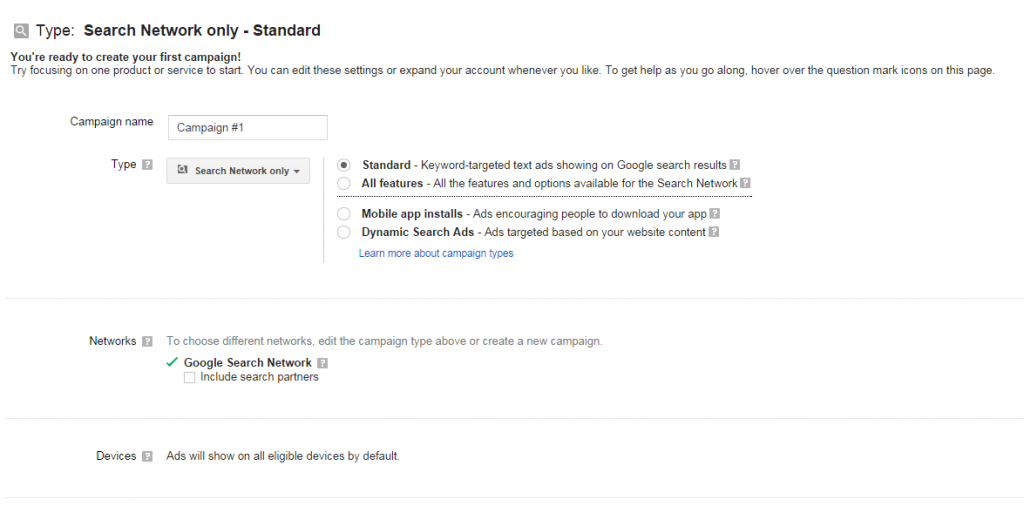 Type: Search Network only - Standard
You're ready to create your first campaign!
Try focusing on one product or service to start. You can edit these settings or expand your account whenever you like. To get help as you go along, hover over the question mark icons on this page.
Campaign name
Campaign #1
Type ?
Search Network only
Standard - Keyword-targeted text ads showing on Google search results ?
All features - All the features and options available for the Search Network ?
Mobile app installs - Ads encouraging people to download your app ?
Dynamic Search Ads - Ads targeted based on your website content ?
Learn more about campaign types
Networks ? To choose different networks, edit the campaign type above or create a new campaign.
Google Search Network ?
Include search partners
Devices ? Ads will show on all eligible devices by default.